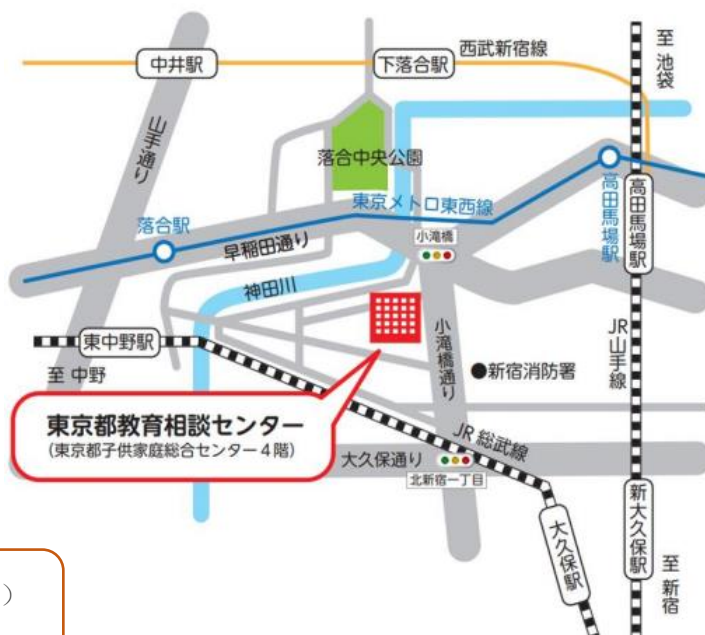 至 池袋
西武新宿線
中井駅
下落合駅
山手通り
落合中央公園
東京メトロ東西線
高田馬場駅
高田馬場駅
落合駅
早稲田通り
小滝橋
神田川
東中野駅
至 中野
小滝橋通り
●新宿消防署
JR山手線
東京都教育相談センター
(東京都子供家庭総合センター4階)
JR総武線
大久保通り
北新宿一丁目
大久保駅
新大久保駅
至 新宿
)